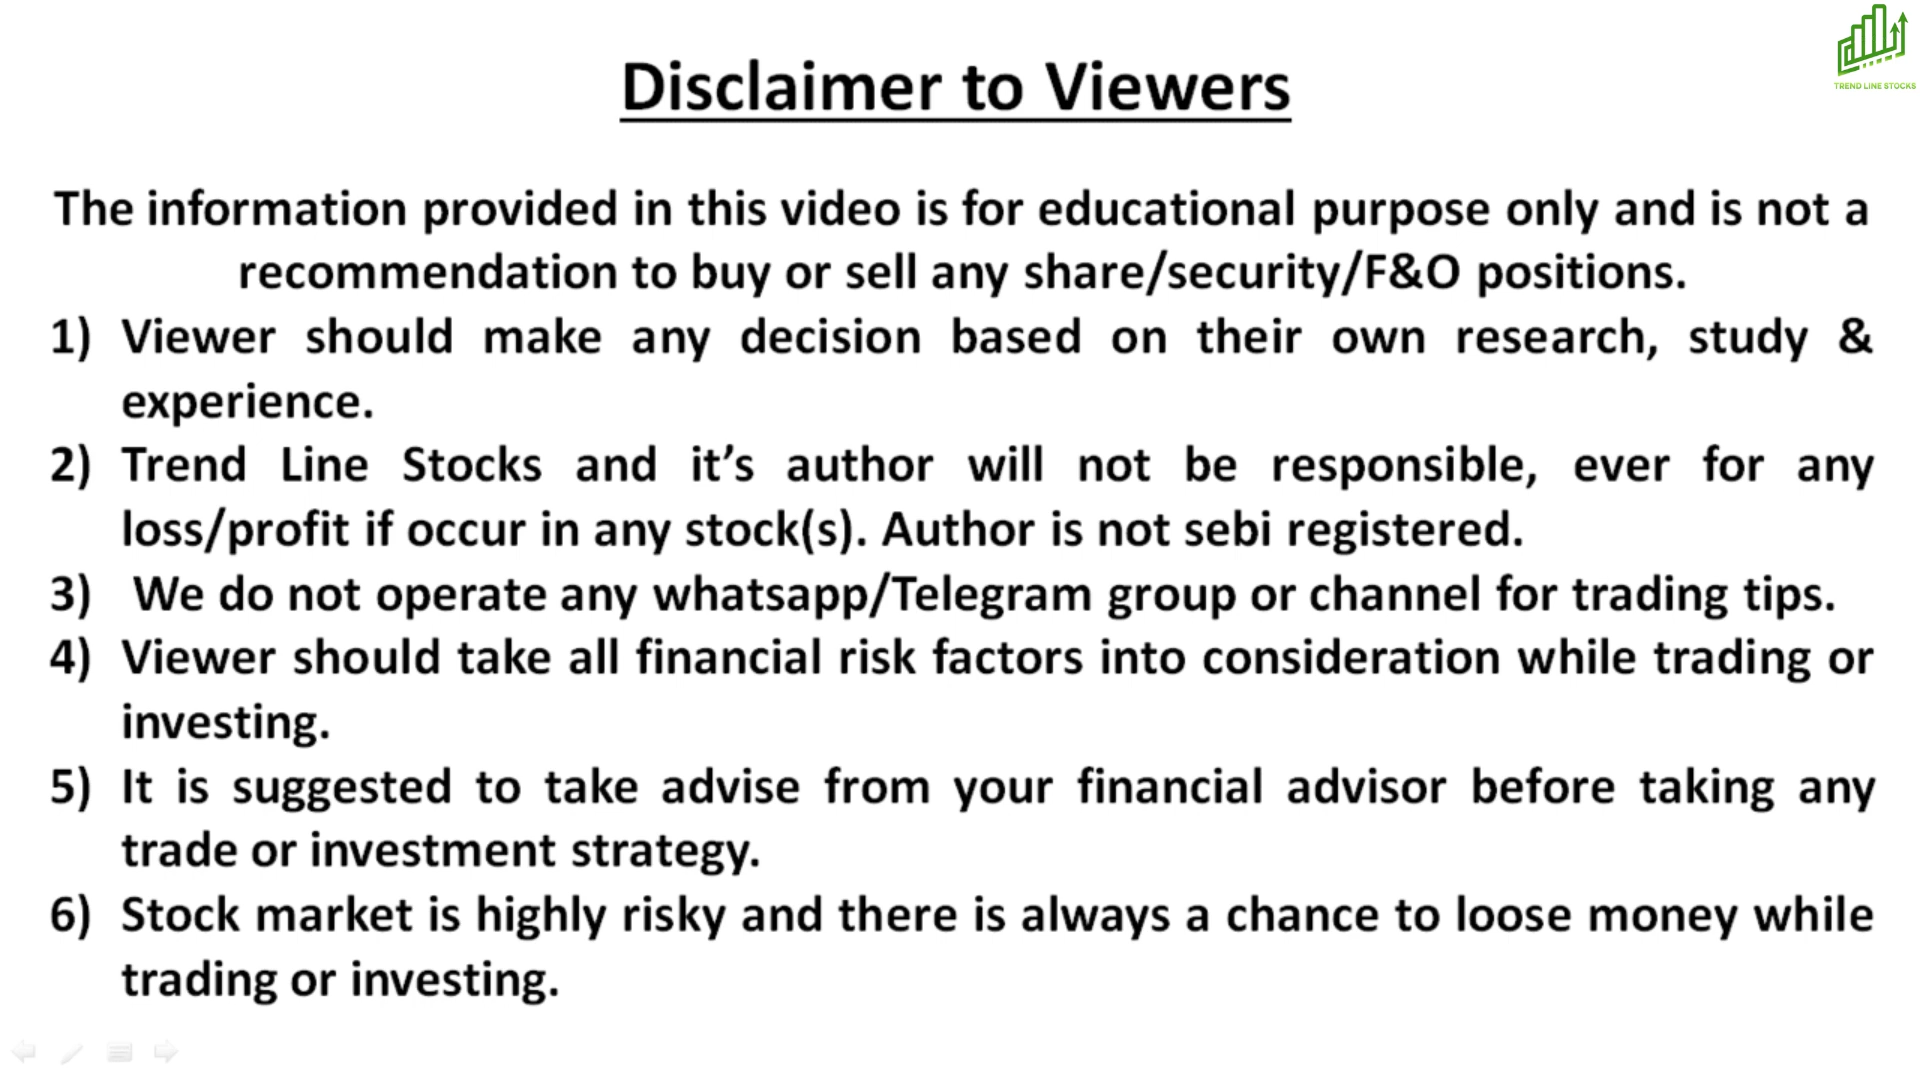 TREND LINE STOCKS
Disclaimer to Viewers
The information provided in this video is for educational purpose only and is not a
recommendation to buy or sell any share/security/F&O positions.
1) Viewer should make any decision based on their own research, study &
experience.
2) Trend Line Stocks and it’s author will not be responsible, ever for any
loss/profit if occur in any stock(s). Author is not sebi registered.
3) We do not operate any whatsapp/Telegram group or channel for trading tips.
4) Viewer should take all financial risk factors into consideration while trading or
investing.
5) It is suggested to take advise from your financial advisor before taking any
trade or investment strategy.
6) Stock market is highly risky and there is always a chance to loose money while
trading or investing.